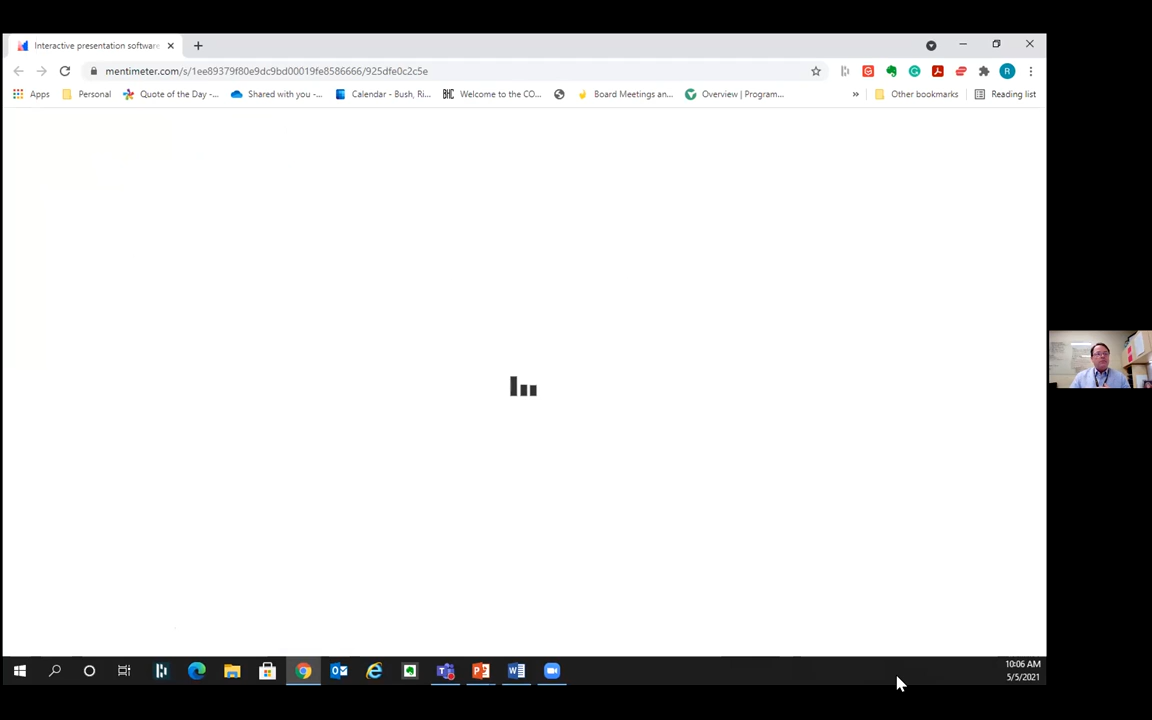 Interactive presentation software
mentimeter.com/s/1ee89379f80e9dc9bd00019fe8586666/925dfe0c2c5e
Apps Personal Quote of the Day -... Shared with you -... Calendar - Bush, Ri... Welcome to the CO... Board Meetings an... Overview | Program... » Other bookmarks Reading list
10:06 AM
5/5/2021